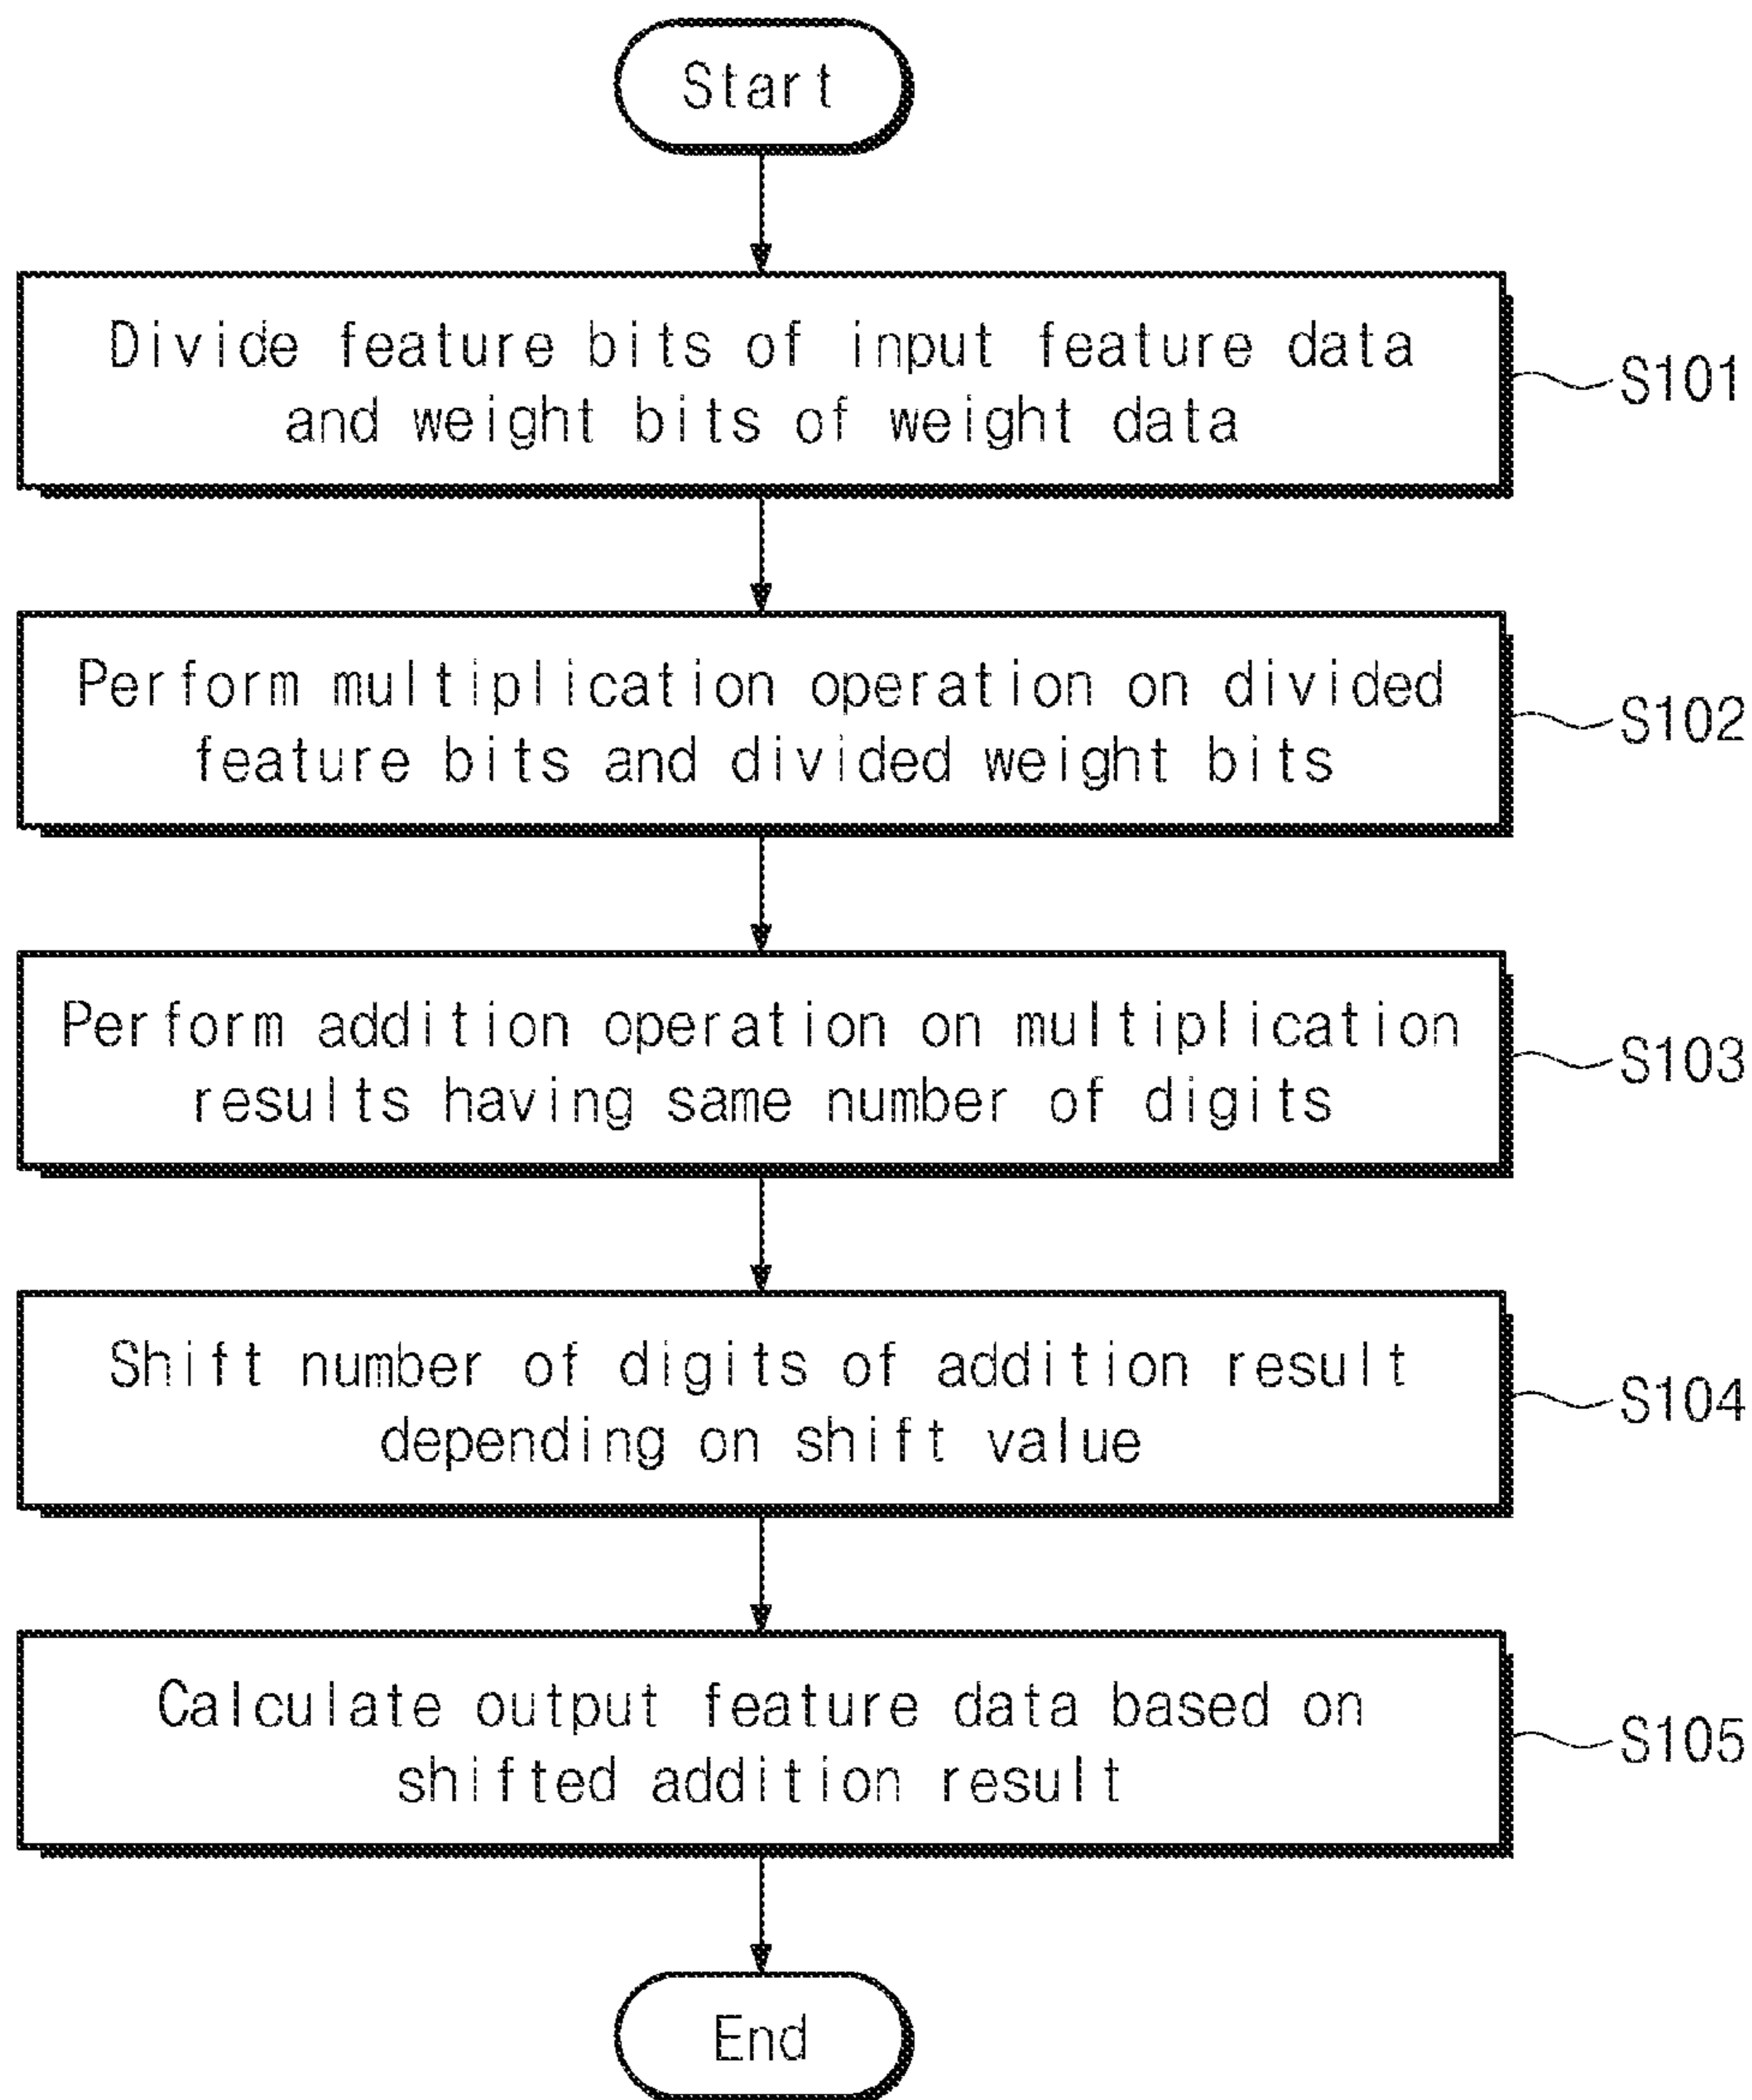 Start
Divide feature bits of input feature data
and weight bits of weight data
S101
Perform multiplication operation on divided
feature bits and divided weight bits
S102
Perform addition operation on multiplication
results having same number of digits
S103
Shift number of digits of addition result
depending on shift value
S104
Calculate output feature data based on
shifted addition result
S105
End